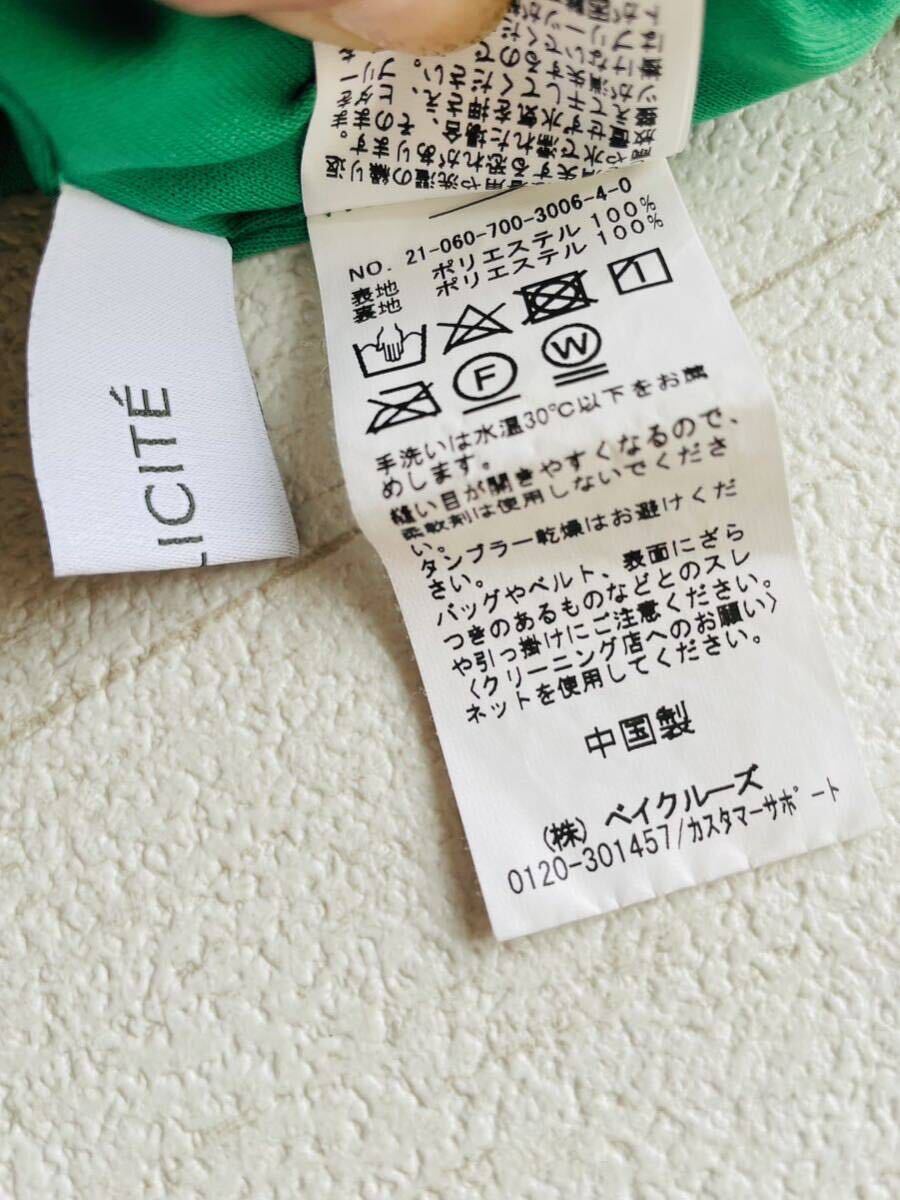 LICITÉ
NO. 21-060-700-3006-4-0
表地 ポリエステル 100%
裏地 ポリエステル 100%
1
F
W
手洗いは水温30℃以下をお薦
めします。
縫い目が開きやすくなるので、
柔軟剤は使用しないでくださ
い。
タンブラー乾燥はお避けくだ
さい。
バッグやベルト、表面にざら
つきのあるものなどとのスレ
や引っ掛けにご注意ください。
〈クリーニング店へのお願い〉
ネットを使用してください。
中国製
(株) ベイクルーズ
0120-301457/カスタマーサポート